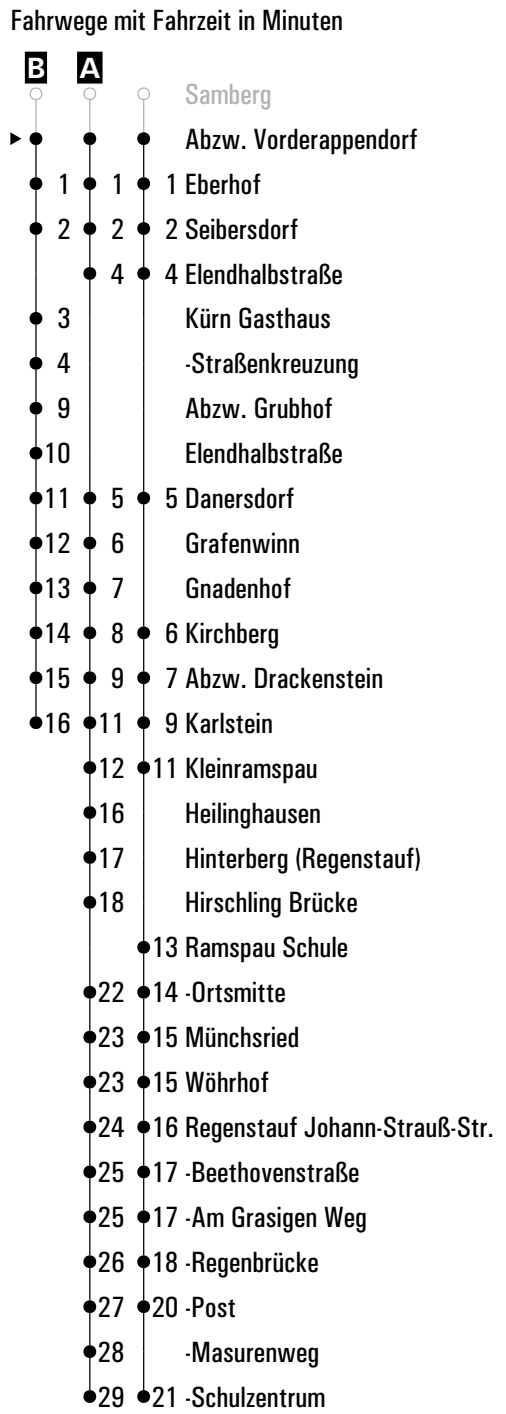 Fahrwege mit Fahrzeit in Minuten
B A
Samberg
Abzw. Vorderappendorf
1 1 1 Eberhof
2 2 2 Seibersdorf
4 4 Elendhalbstraße
3 Kürn Gasthaus
4 -Straßenkreuzung
9 Abzw. Grubhof
10 Elendhalbstraße
11 5 5 Danersdorf
12 6 Grafenwinn
13 7 Gnadenhof
14 8 6 Kirchberg
15 9 7 Abzw. Drackenstein
16 11 9 Karlstein
12 11 Kleinramspau
16 Heilinghausen
17 Hinterberg (Regenstauf)
18 Hirschling Brücke
13 Ramspau Schule
22 14 -Ortsmitte
23 15 Münchsried
23 15 Wöhrhof
24 16 Regenstauf Johann-Strauß-Str.
25 17 -Beethovenstraße
25 17 -Am Grasigen Weg
26 18 -Regenbrücke
27 20 -Post
28 -Masurenweg
29 21 -Schulzentrum